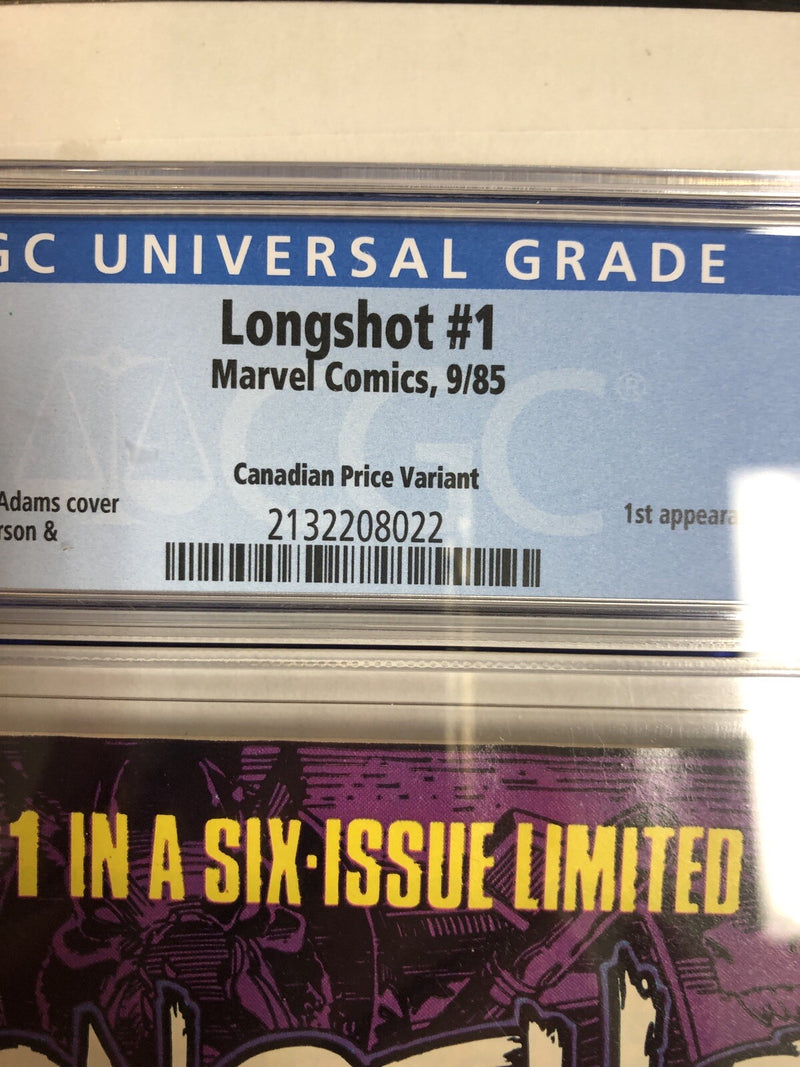 GC UNIVERSAL GRADE
Longshot #1
Marvel Comics, 9/85
CGC ®
Canadian Price Variant
Adams cover
rson &
2132208022
1st appeara
1 IN A SIX-ISSUE LIMITED